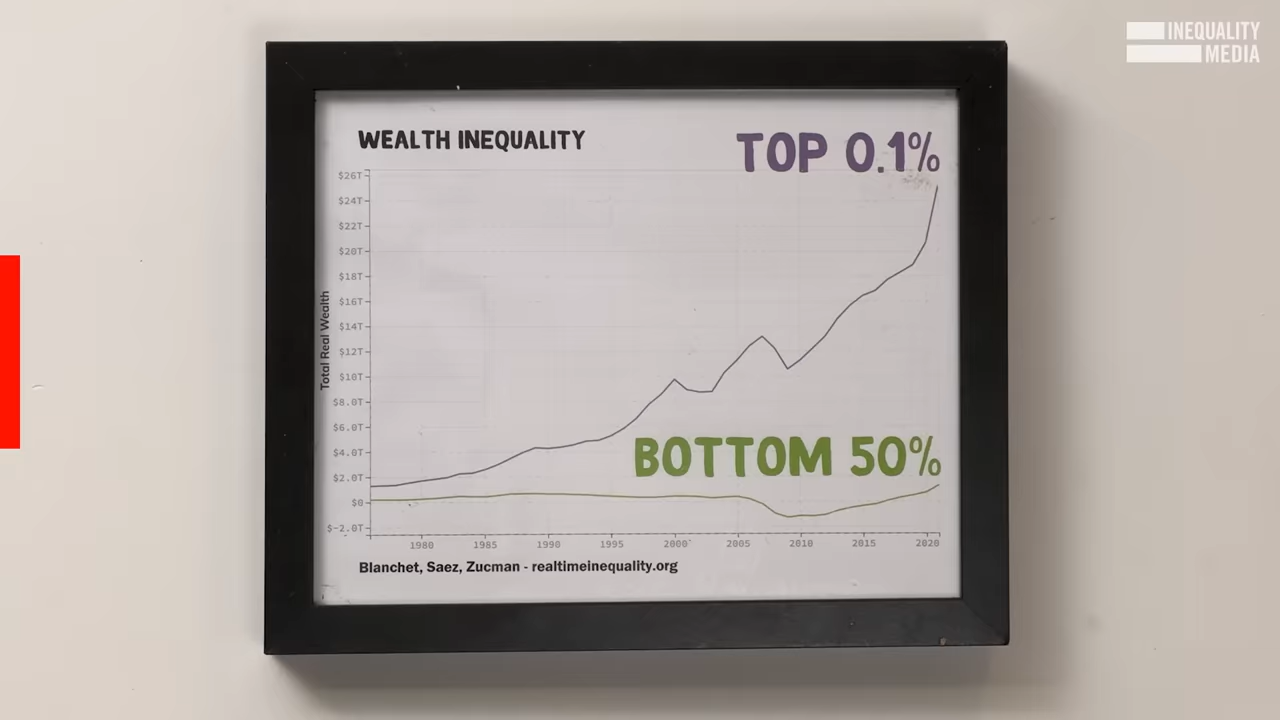 INEQUALITY
MEDIA
WEALTH INEQUALITY
TOP 0.1%
$26T
$24T
$22T
$20T
$18T
$16T
$14T
$12T
$10T
$8.0T
$6.0T
$4.0T
$2.0T
$0
$-2.0T
Total Real Wealth
BOTTOM 50%
1980 1985 1990 1995 2000 2005 2010 2015 2020
Blanchet, Saez, Zucman - realtimeinequality.org